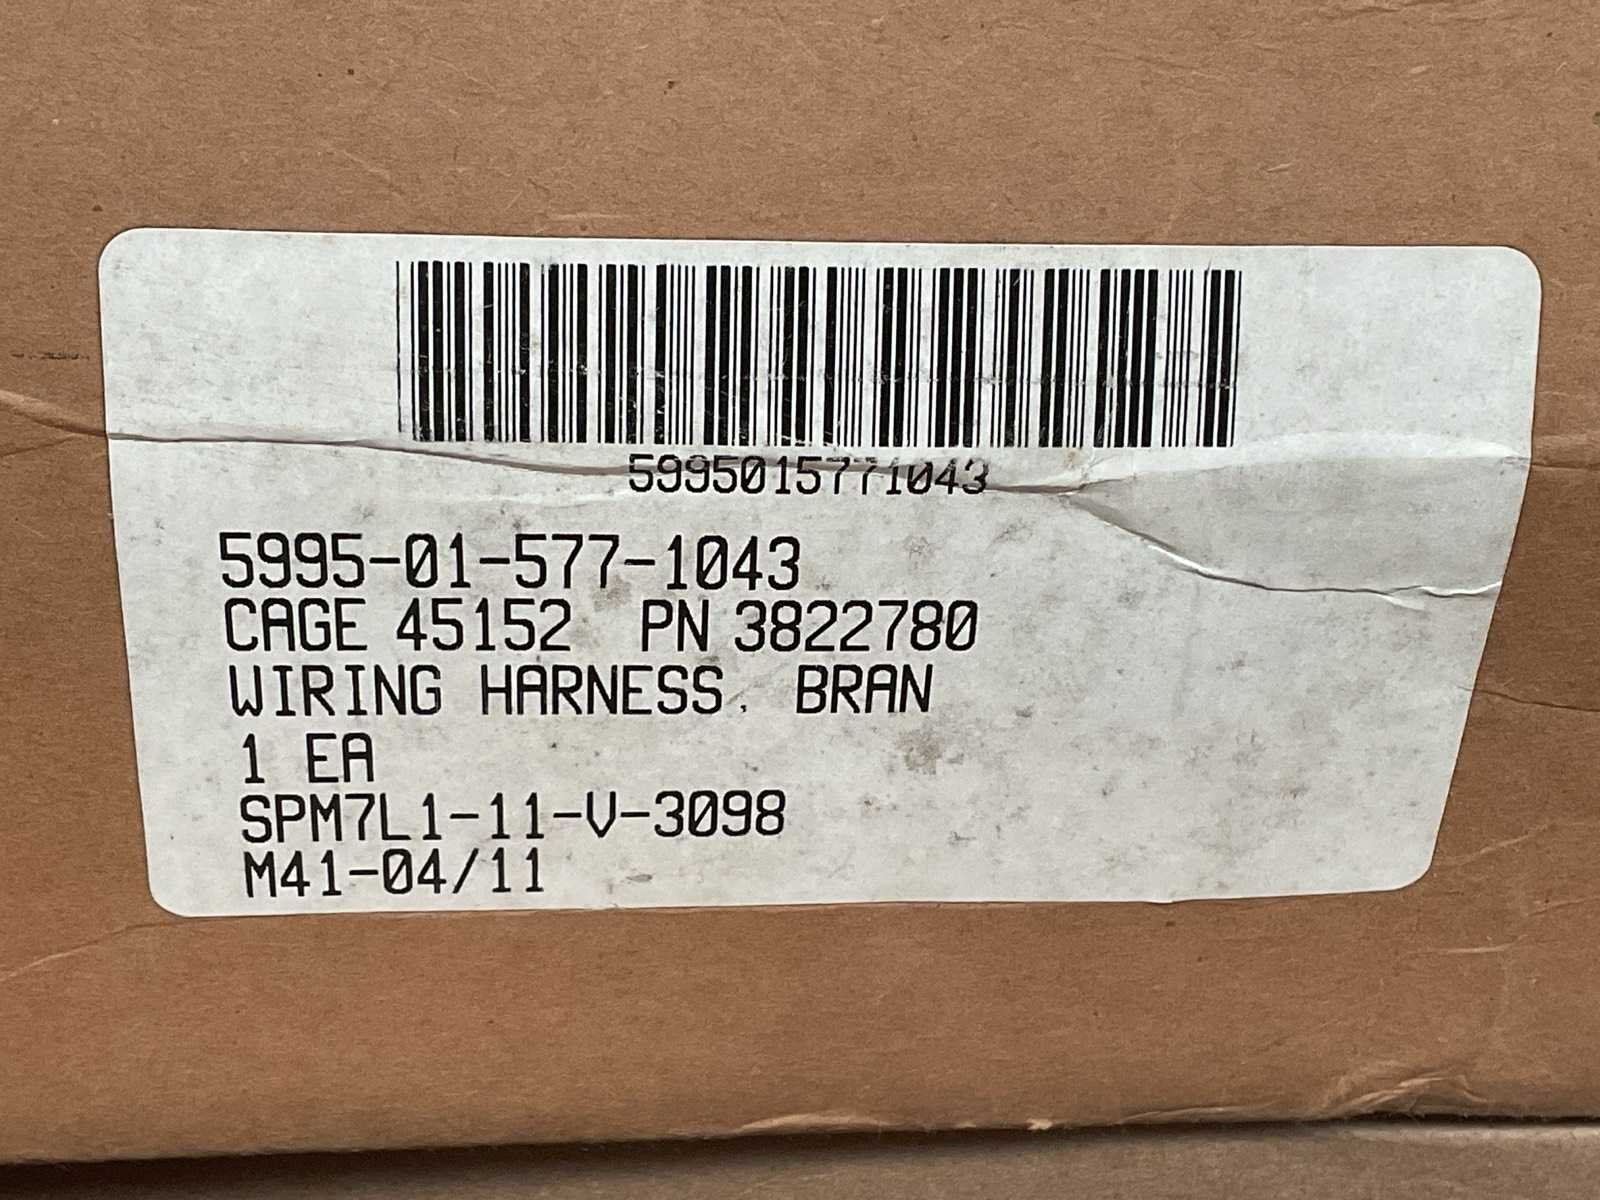 5995015771043
5995-01-577-1043
CAGE 45152 PN 3822780
WIRING HARNESS, BRAN
1 EA
SPM7L1-11-V-3098
M41-04/11